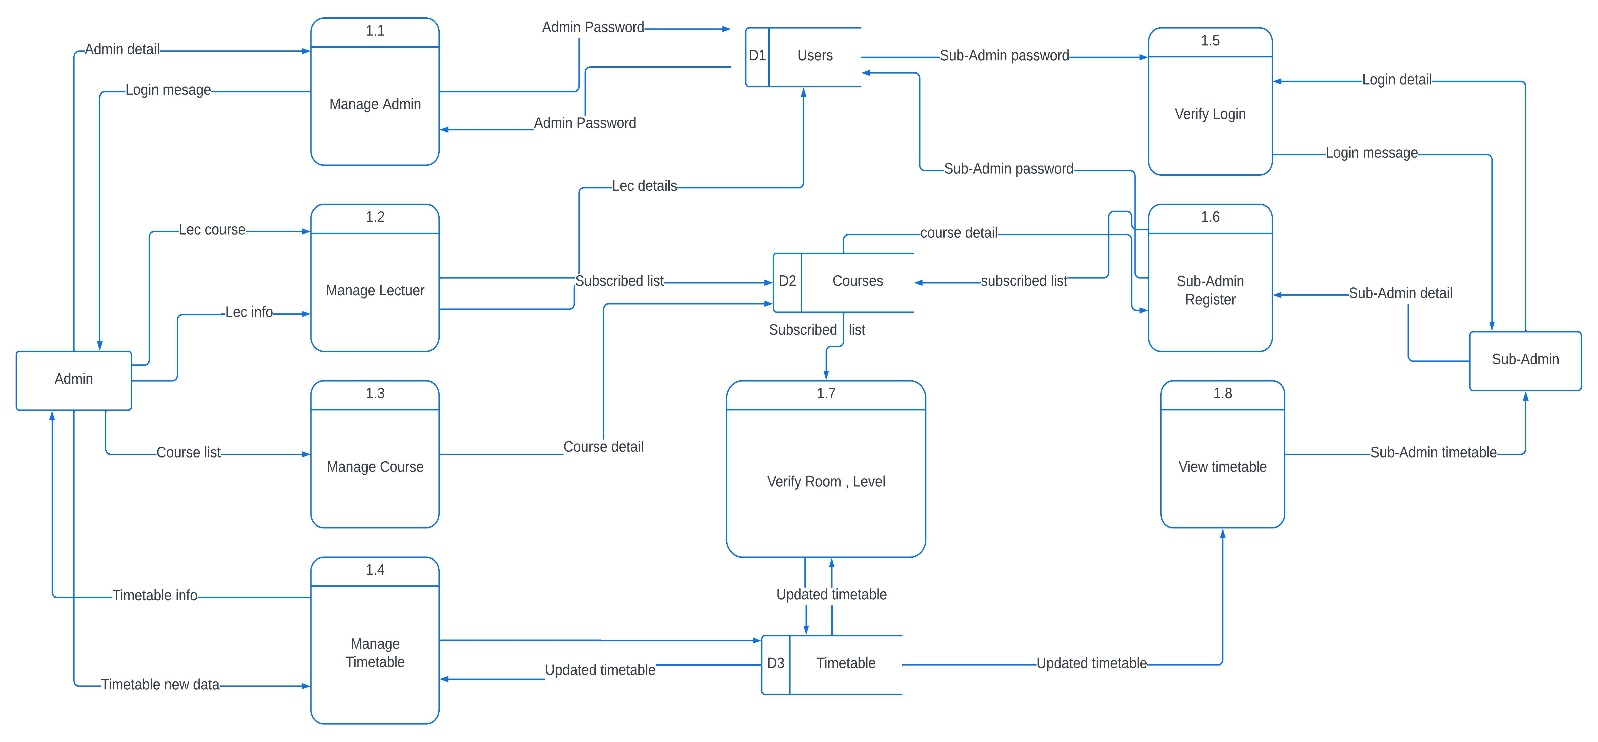 1.1
Manage Admin
Admin detail
Login mesage
Admin Password
Admin Password
D1
Users
Sub-Admin password
1.5
Verify Login
Login detail
Login message
Sub-Admin password
Lec details
1.2
Manage Lectuer
Lec course
Lec info
Subscribed list
D2
Courses
course detail
subscribed list
1.6
Sub-Admin
Register
Sub-Admin detail
Sub-Admin
Admin
Subscribed list
1.3
Manage Course
Course list
Course detail
1.7
Verify Room , Level
1.8
View timetable
Sub-Admin timetable
1.4
Manage
Timetable
Timetable info
Timetable new data
Updated timetable
Updated timetable
D3
Timetable
Updated timetable